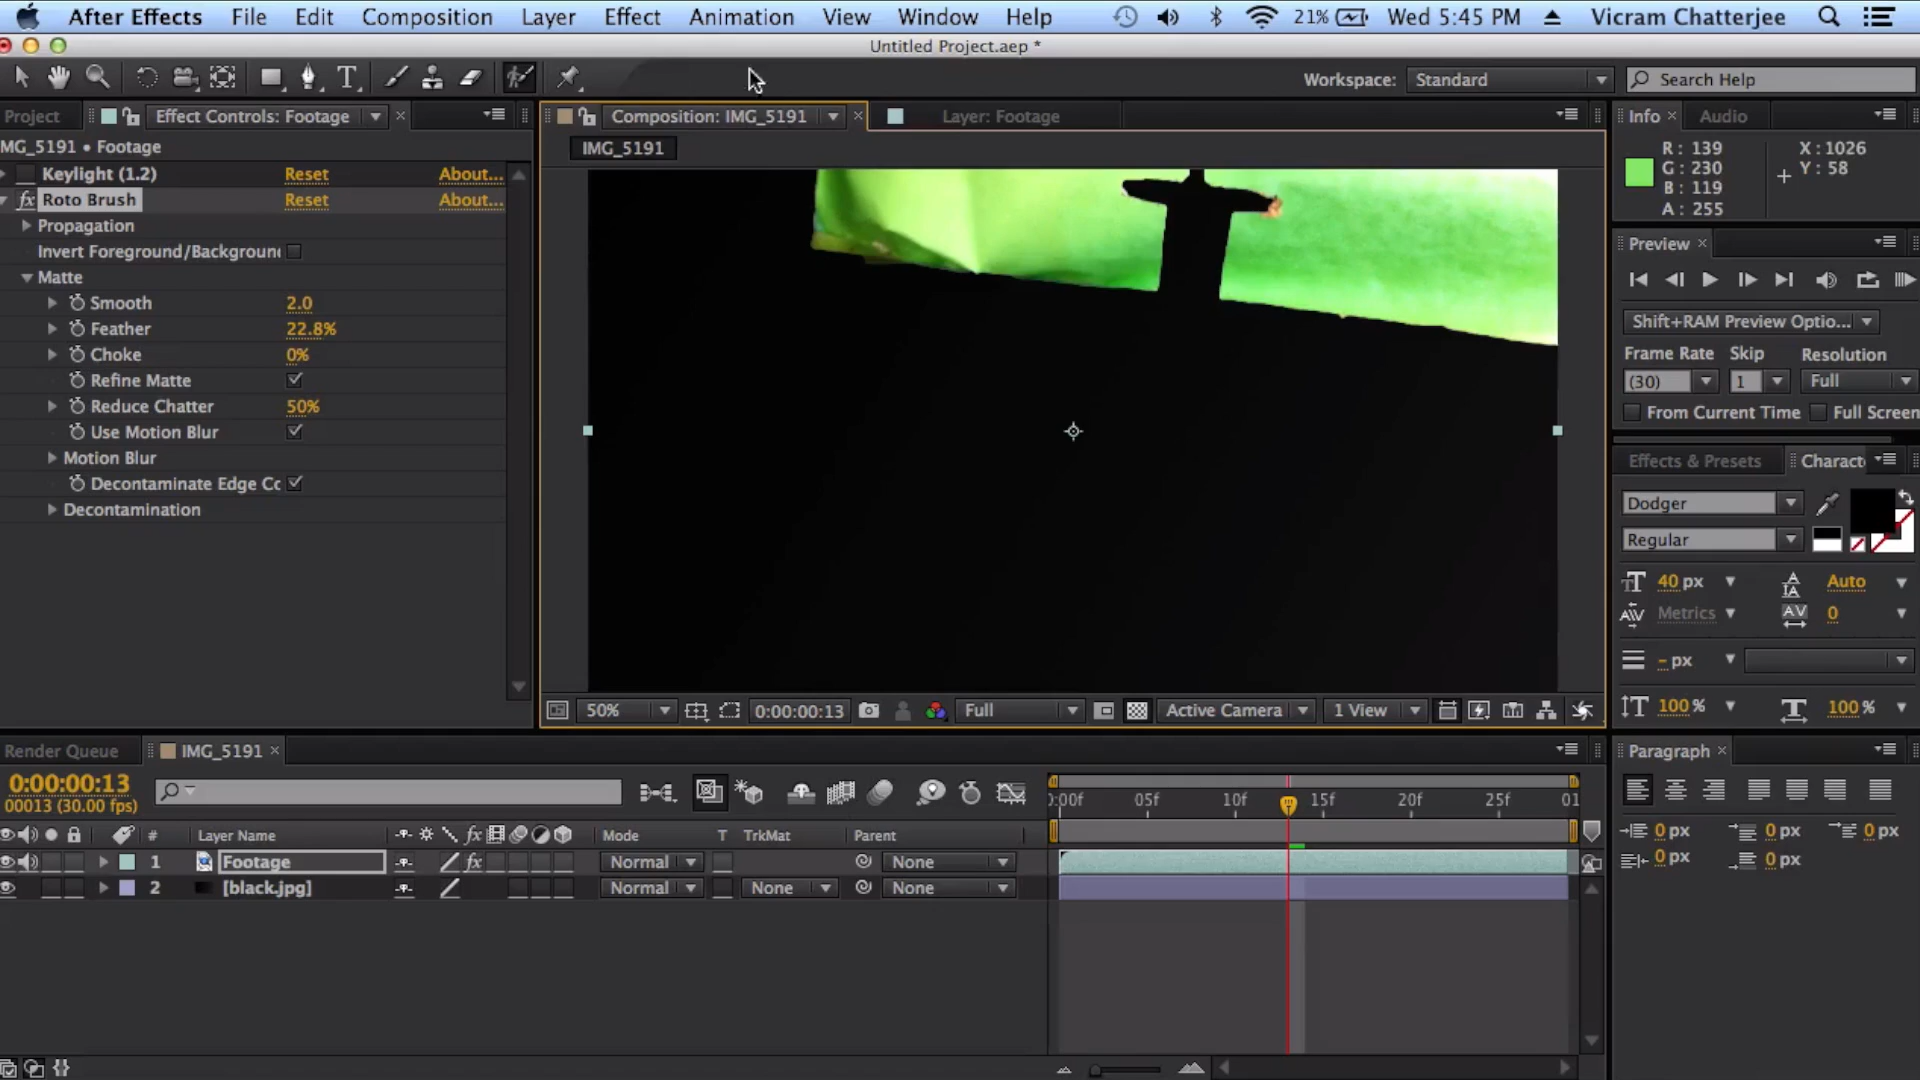 After Effects File Edit Composition Layer Effect Animation View Window Help 21% Wed 5:45 PM Vicram Chatterjee
Untitled Project.aep *
T Workspace: Standard Search Help
Project Effect Controls: Footage
Composition: IMG_5191 Layer: Footage
Info Audio
MG_5191 • Footage
IMG_5191
R: 139 X: 1026
G: 230 Y: 58
B: 119
A: 255
Keylight (1.2) Reset About...
fx Roto Brush Reset About...
Propagation
Invert Foreground/Background
Matte
Smooth 2.0
Feather 22.8%
Choke 0%
Refine Matte
Reduce Chatter 50%
Use Motion Blur
Motion Blur
Decontaminate Edge Co
Decontamination
Preview
Shift+RAM Preview Optio...
Frame Rate Skip Resolution
(30) 1 Full
From Current Time Full Screen
Effects & Presets Charact
Dodger
Regular
40 px Auto
Metrics 0
- px
100% 100%
50% 0:00:00:13 Full Active Camera 1 View
Render Queue IMG_5191
Paragraph
0:00:00:13
00013 (30.00 fps)
):00f 05f 10f 15f 20f 25f 01
# Layer Name fx Mode T TrkMat Parent
1 Footage fx Normal None
2 [black.jpg] Normal None None
0 px 0 px 0 px
0 px 0 px